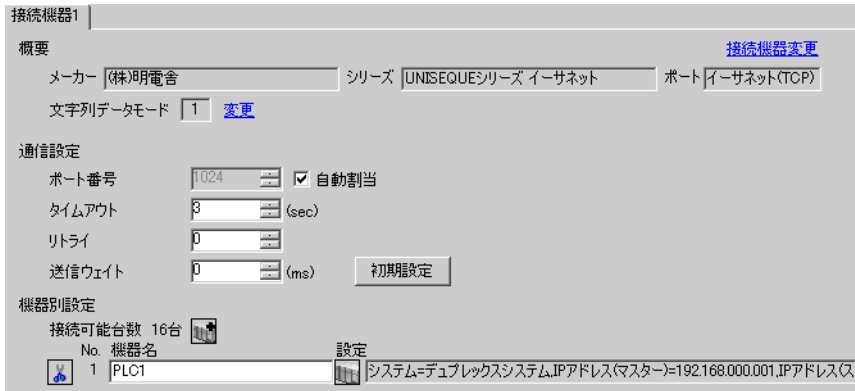 接続機器1
概要
接続機器変更
メーカー (株)明電舎 シリーズ UNISEQUEシリーズ イーサネット ポート イーサネット(TCP)
文字列データモード 1 変更
通信設定
ポート番号 1024 自動割当
タイムアウト 3 (sec)
リトライ 0
送信ウェイト 0 (ms) 初期設定
機器別設定
接続可能台数 16台
No. 機器名 設定
1 PLC1 システム=デュプレックスシステム,IPアドレス(マスター)=192.168.000.001,IPアドレス(ス